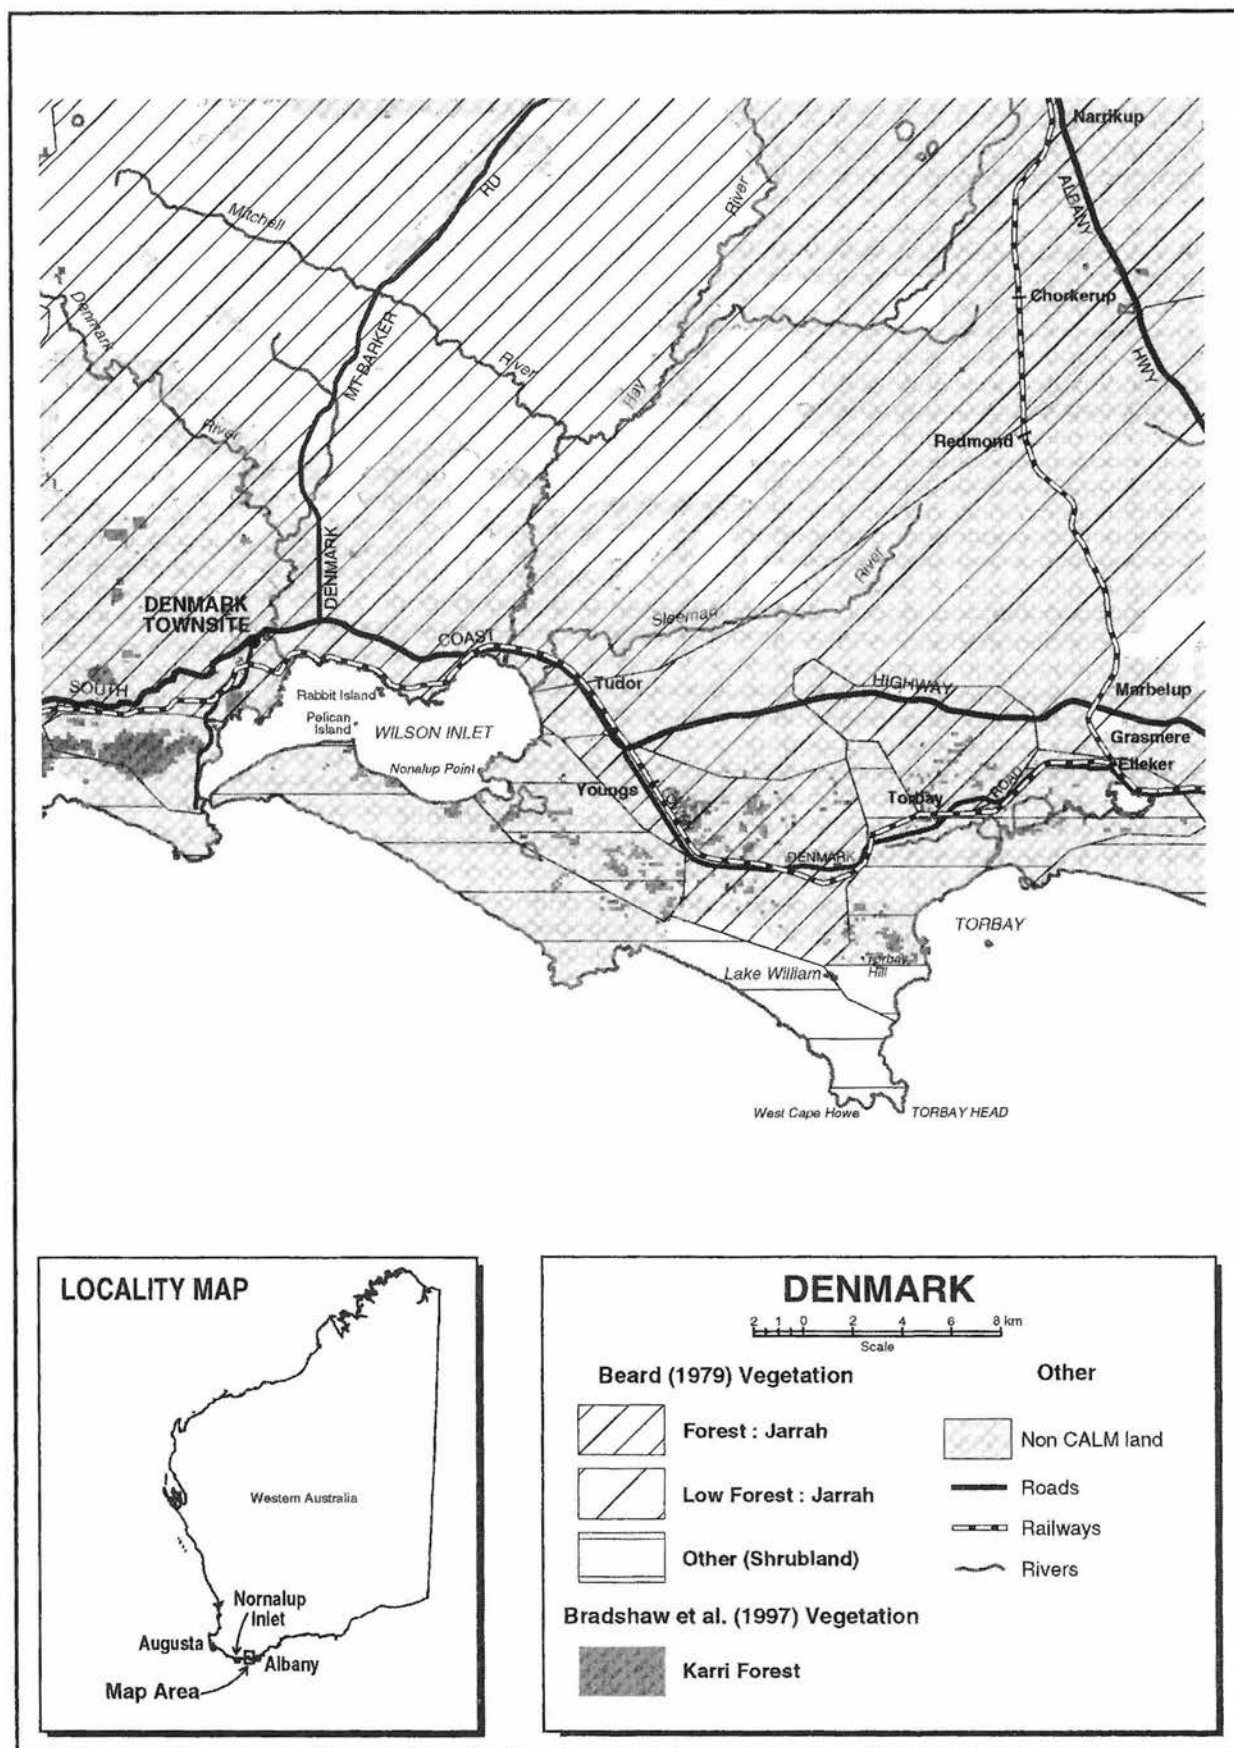 Narrikup
ALBANY
HWY
RD
River
Mitchell
River
Denmark
River
MT BARKER
Chorkerup
Hay
Redmond
River
Sleeman
DENMARK
DENMARK
TOWNSITE
COAST
SOUTH
Tudor
HIGHWAY
Marbelup
Rabbit Island
Pelican
Island
WILSON INLET
Grasmere
Elleker
Nonalup Point
Youngs
Torbay
ROAD
DENMARK
TORBAY
Torbay
Hill
Lake William
West Cape Howe
TORBAY HEAD
LOCALITY MAP
Western Australia
Nornalup
Inlet
Augusta
Albany
Map Area
DENMARK
2 1 0 2 4 6 8 km
Scale
Beard (1979) Vegetation
Other
Forest : Jarrah
Non CALM land
Low Forest : Jarrah
Roads
Railways
Other (Shrubland)
Rivers
Bradshaw et al. (1997) Vegetation
Karri Forest